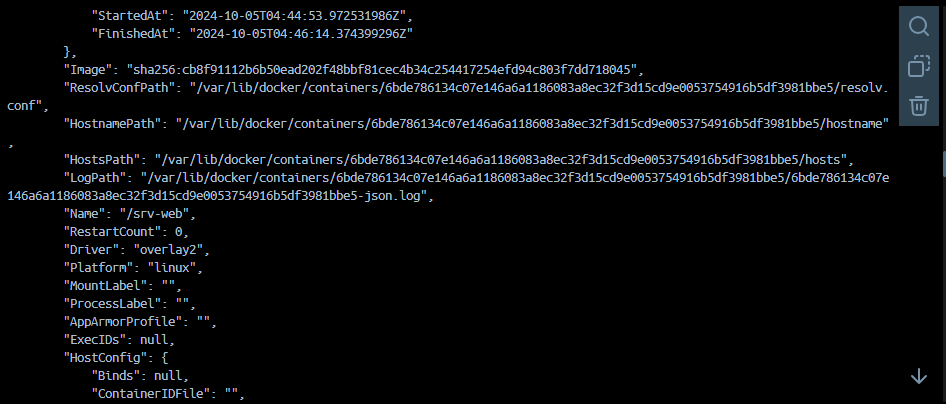 "StartedAt": "2024-10-05T04:44:53.972531986Z",
"FinishedAt": "2024-10-05T04:46:14.374399296Z"
},
"Image": "sha256:cb8f91112b6b50ead202f48bbf81cec4b34c254417254efd94c803f7dd718045",
"ResolvConfPath": "/var/lib/docker/containers/6bde786134c07e146a6a1186083a8ec32f3d15cd9e0053754916b5df3981bbe5/resolv.
conf",
"HostnamePath": "/var/lib/docker/containers/6bde786134c07e146a6a1186083a8ec32f3d15cd9e0053754916b5df3981bbe5/hostname"
,
"HostsPath": "/var/lib/docker/containers/6bde786134c07e146a6a1186083a8ec32f3d15cd9e0053754916b5df3981bbe5/hosts",
"LogPath": "/var/lib/docker/containers/6bde786134c07e146a6a1186083a8ec32f3d15cd9e0053754916b5df3981bbe5/6bde786134c07e
146a6a1186083a8ec32f3d15cd9e0053754916b5df3981bbe5-json.log",
"Name": "/srv-web",
"RestartCount": 0,
"Driver": "overlay2",
"Platform": "linux",
"MountLabel": "",
"ProcessLabel": "",
"AppArmorProfile": "",
"ExecIDs": null,
"HostConfig": {
"Binds": null,
"ContainerIDFile": "",